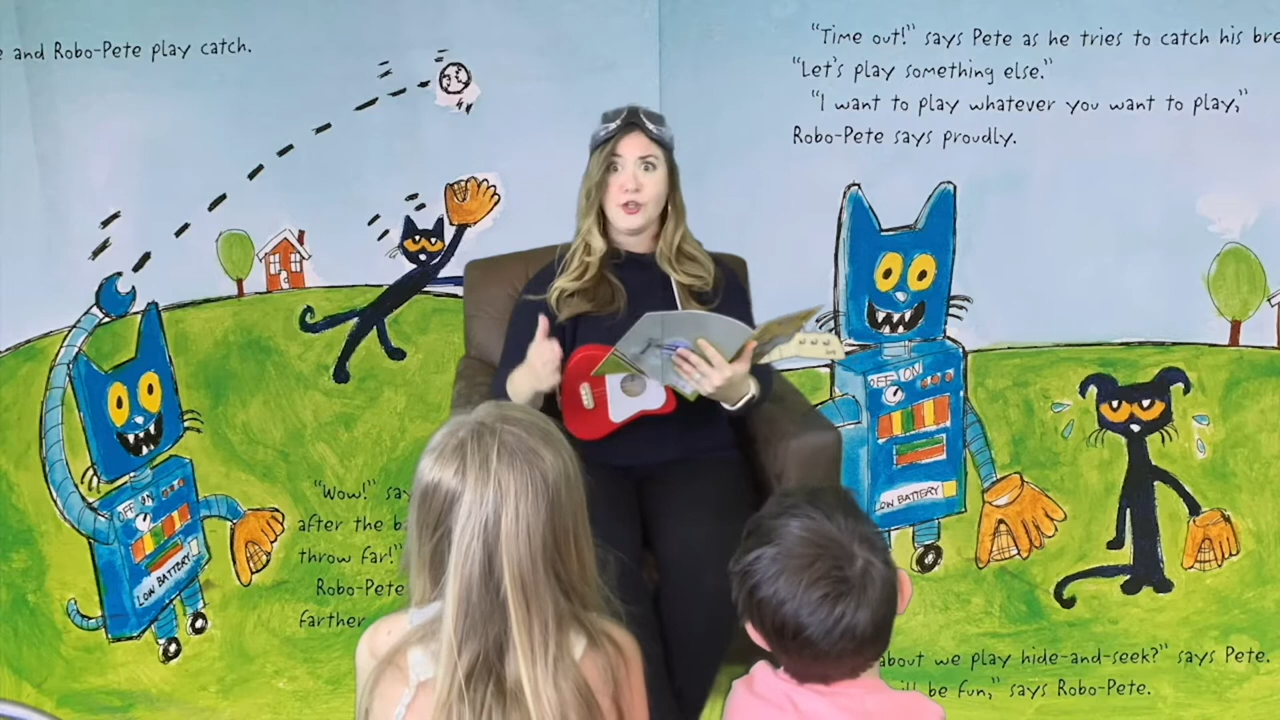 and Robo-Pete play catch.
"Wow!"
after the
throw far!"
Robo-Pete
farther
OFF ON
LOW BATTERY
"Time out!" says Pete as he tries to catch his
"Let's play something else."
"I want to play whatever you want to play,"
Robo-Pete says proudly.
OFF ON
LOW BATTERY
about we play hide-and-seek?" says Pete.
be fun," says Robo-Pete.